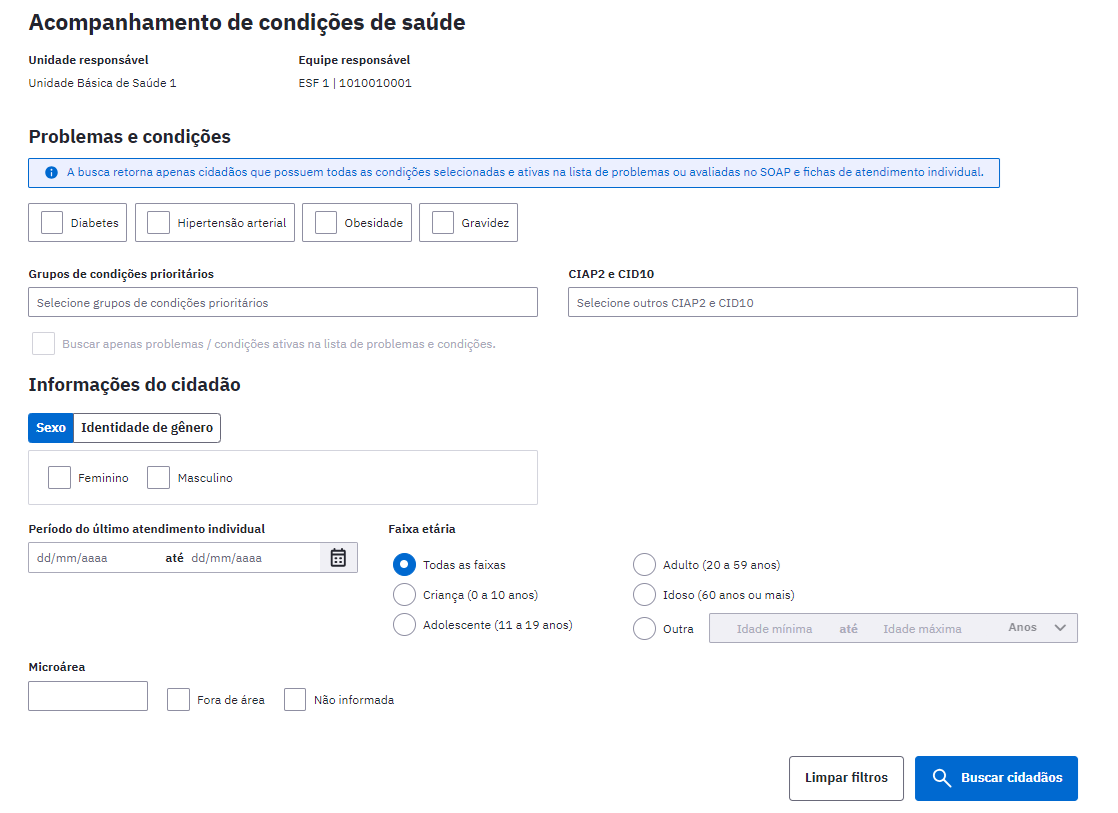 Acompanhamento de condições de saúde
Unidade responsável Equipe responsável
Unidade Básica de Saúde 1 ESF 1 | 1010010001
Problemas e condições
A busca retorna apenas cidadãos que possuem todas as condições selecionadas e ativas na lista de problemas ou avaliadas no SOAP e fichas de atendimento individual.
Diabetes Hipertensão arterial Obesidade Gravidez
Grupos de condições prioritários CIAP2 e CID10
Selecione grupos de condições prioritários Selecione outros CIAP2 e CID10
Buscar apenas problemas / condições ativas na lista de problemas e condições.
Informações do cidadão
Sexo Identidade de gênero
Feminino Masculino
Período do último atendimento individual Faixa etária
dd/mm/aaaa até dd/mm/aaaa
Todas as faixas Adulto (20 a 59 anos)
Criança (0 a 10 anos) Idoso (60 anos ou mais)
Adolescente (11 a 19 anos) Outra Idade mínima até Idade máxima Anos
Microárea
Fora de área Não informada
Limpar filtros Buscar cidadãos